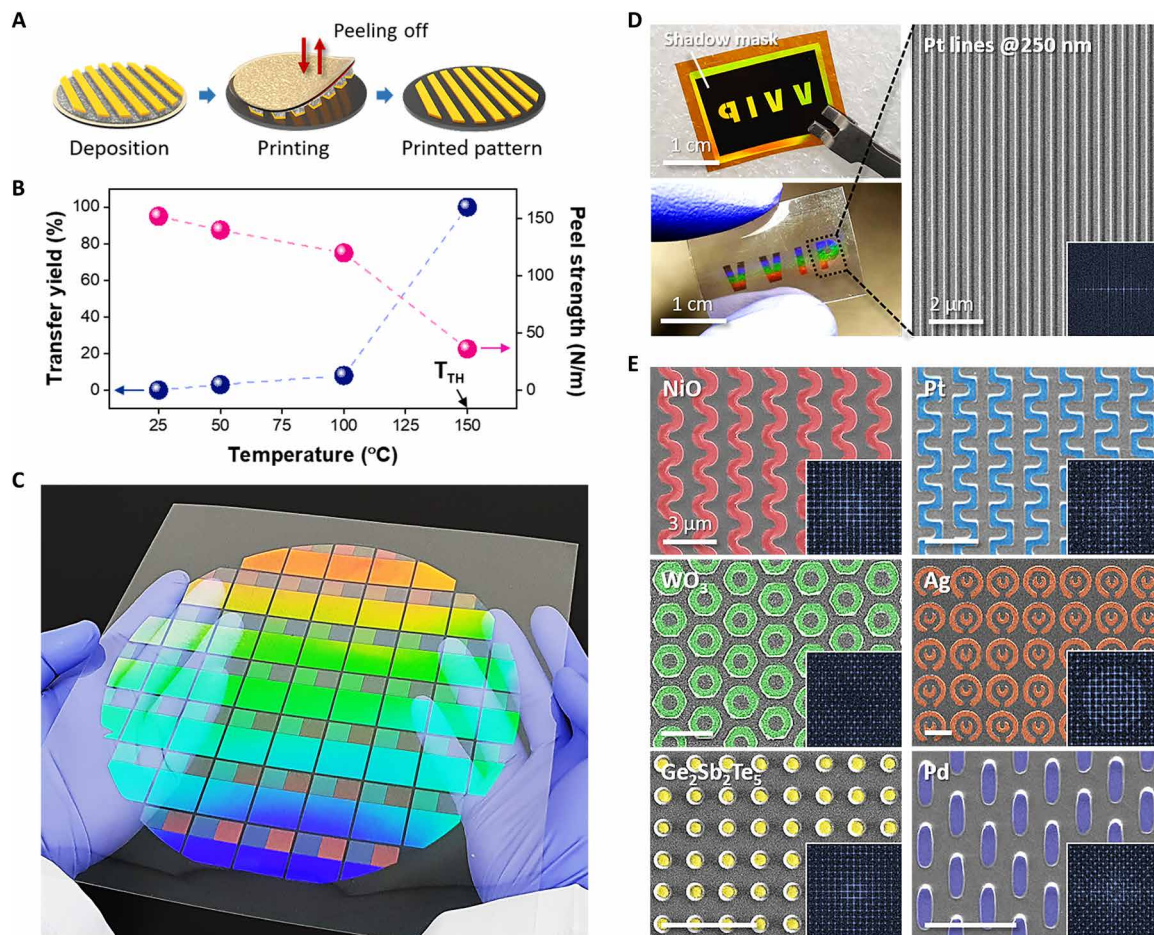 A
Peeling off
Deposition
Printing
Printed pattern
B
Transfer yield (%)
100
80
60
40
20
0
150
100
50
0
Peel strength (N/m)
T_TH
25
50
75
100
125
150
Temperature (°C)
C
D
Shadow mask
VVIP
1 cm
VVIP
1 cm
Pt lines @250 nm
2 µm
E
NiO
3 µm
Pt
WO₃
Ag
Ge₂Sb₂Te₅
Pd